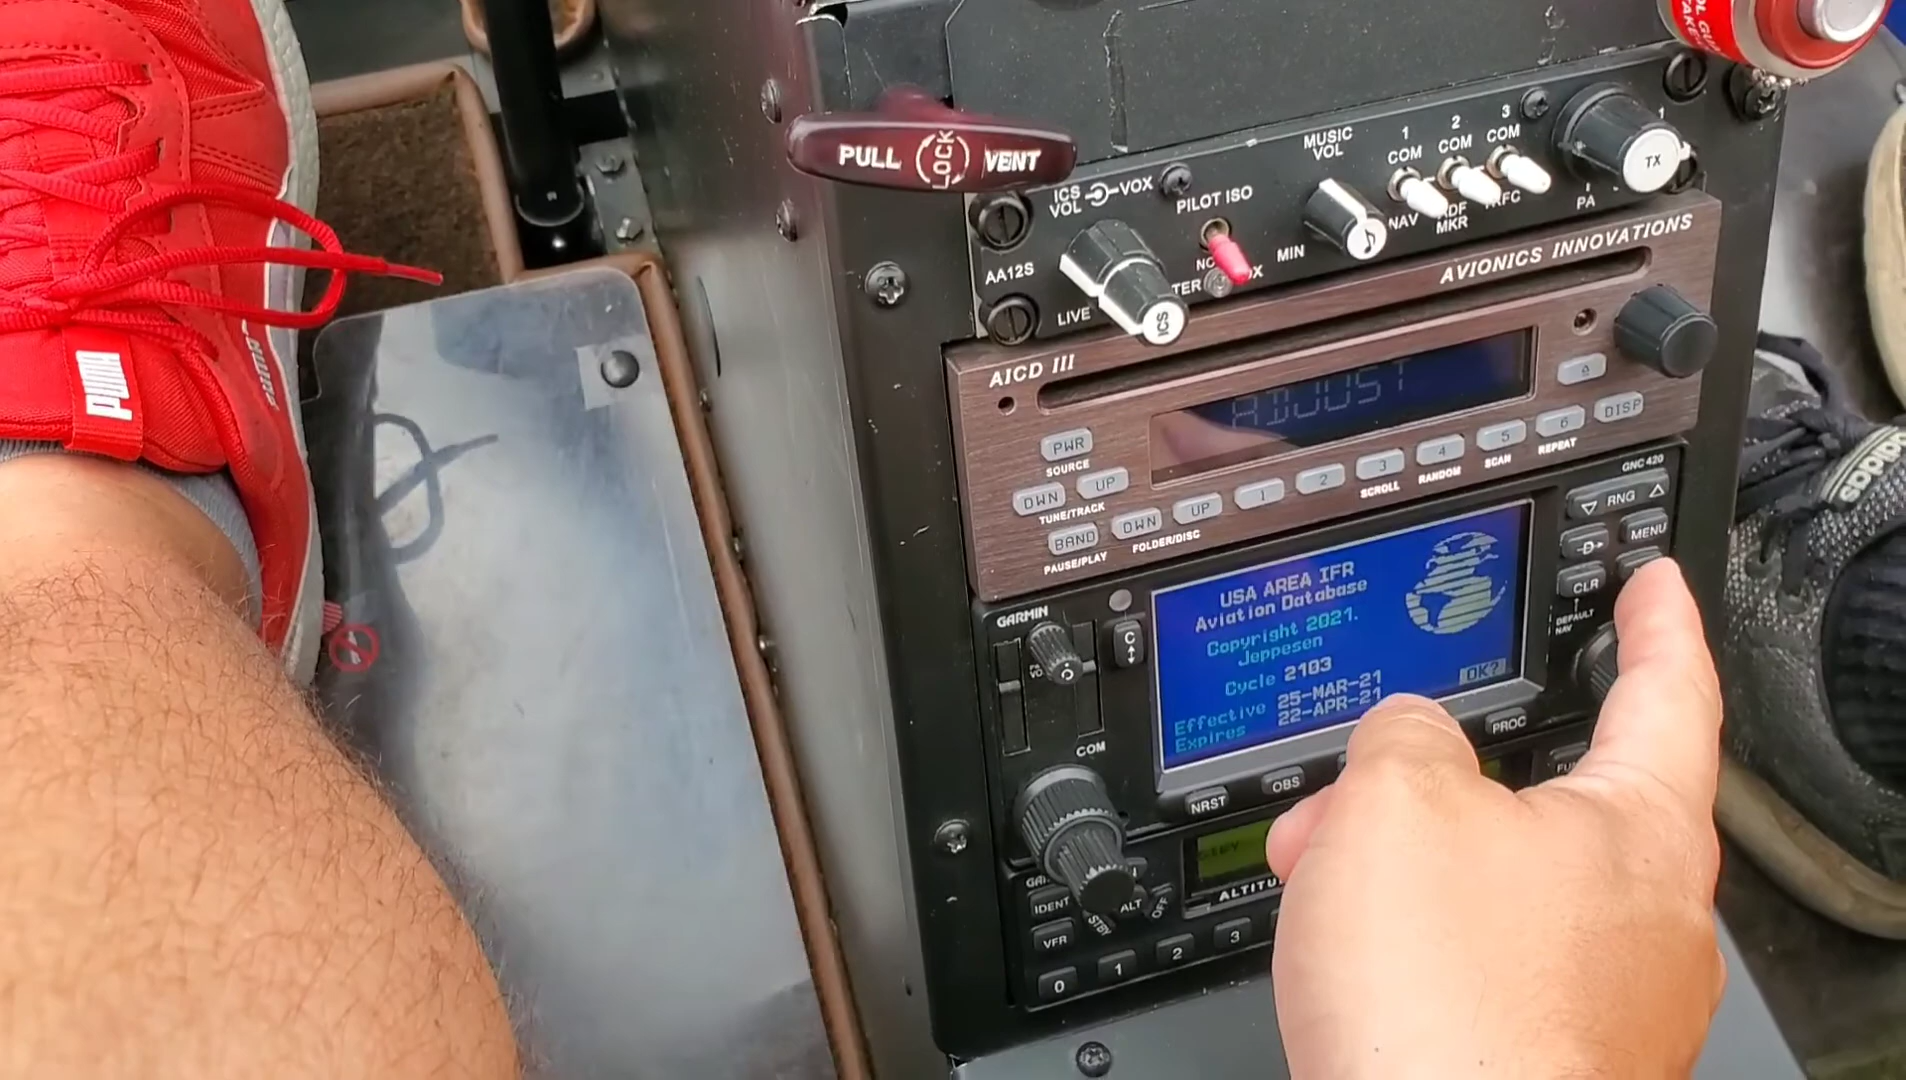 PULL LOCK VENT
ICS
VOL
VOX
PILOT ISO
MUSIC
VOL
1
COM
2
COM
3
COM
1
TX
NAV
ADF
MKR
PA
MIN
AA12S
LIVE
ICS
AVIONICS INNOVATIONS
AICD III
ADJUST
PWR
SOURCE
DWN
UP
TUNE/TRACK
BAND
PAUSE/PLAY
DWN
UP
FOLDER/DISC
1
2
3
SCROLL
4
RANDOM
5
SCAN
6
REPEAT
DISP
GNC 420
RNG
D
MENU
CLR
DEFAULT
NAV
GARMIN
C
COM
USA AREA IFR
Aviation Database
Copyright 2021.
Jeppesen
Cycle 2103
Effective 25-MAR-21
Expires 22-APR-21
OK?
NRST
OBS
PROC
STBY
IDENT
VFR
STBY
ALT
OFF
0
1
2
3
PUMA
adidas